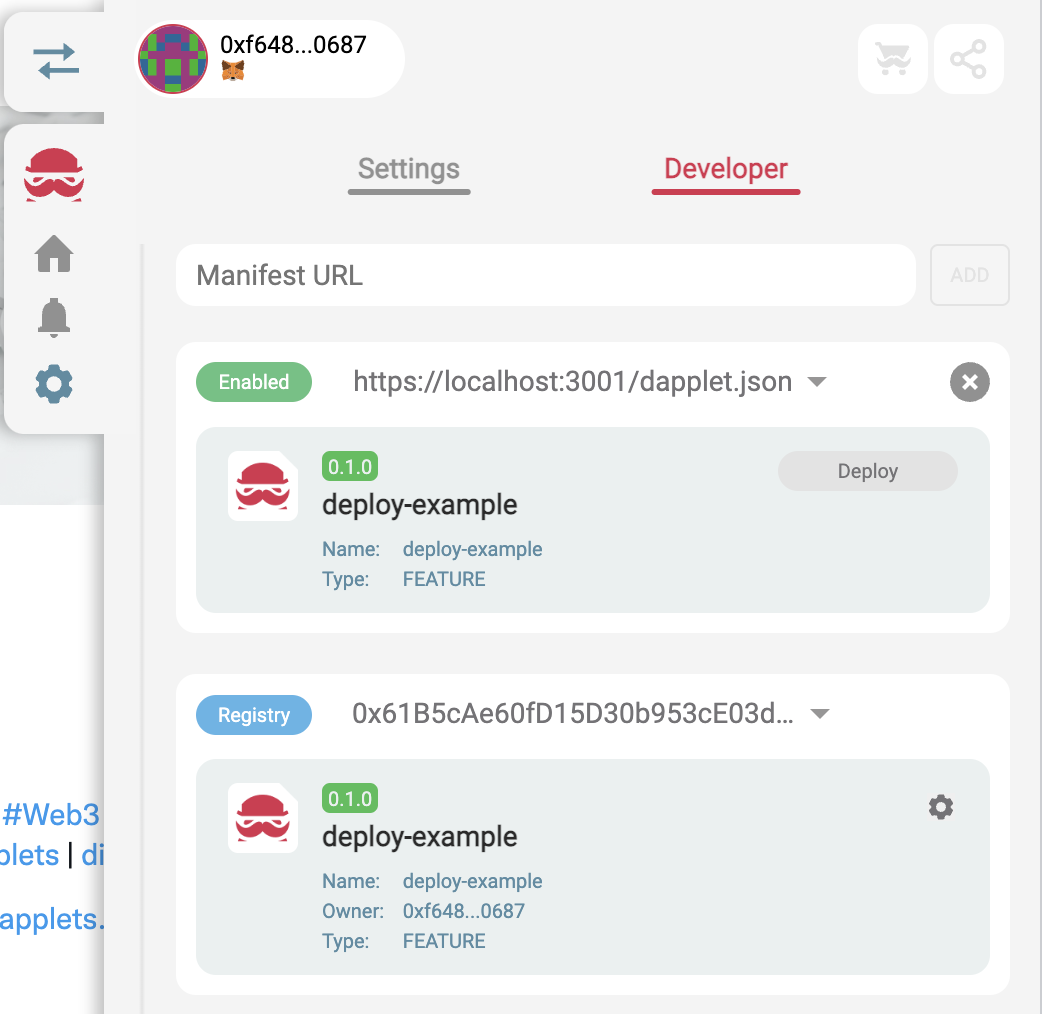 0xf648...0687
Settings
Developer
Manifest URL
ADD
Enabled
https://localhost:3001/dapplet.json
0.1.0
Deploy
deploy-example
Name: deploy-example
Type: FEATURE
Registry
0x61B5cAe60fD15D30b953cE03d...
0.1.0
deploy-example
Name: deploy-example
Owner: 0xf648...0687
Type: FEATURE
#Web3
plets | di
applets.